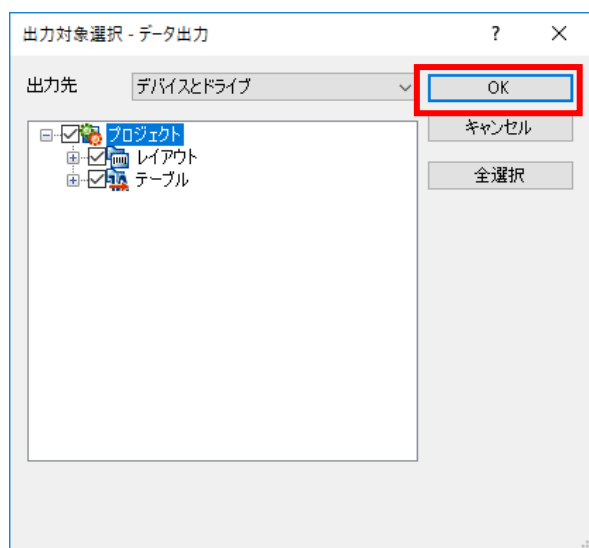 出力対象選択 - データ出力
?
出力先
デバイスとドライブ
OK
キャンセル
全選択
プロジェクト
レイアウト
テーブル